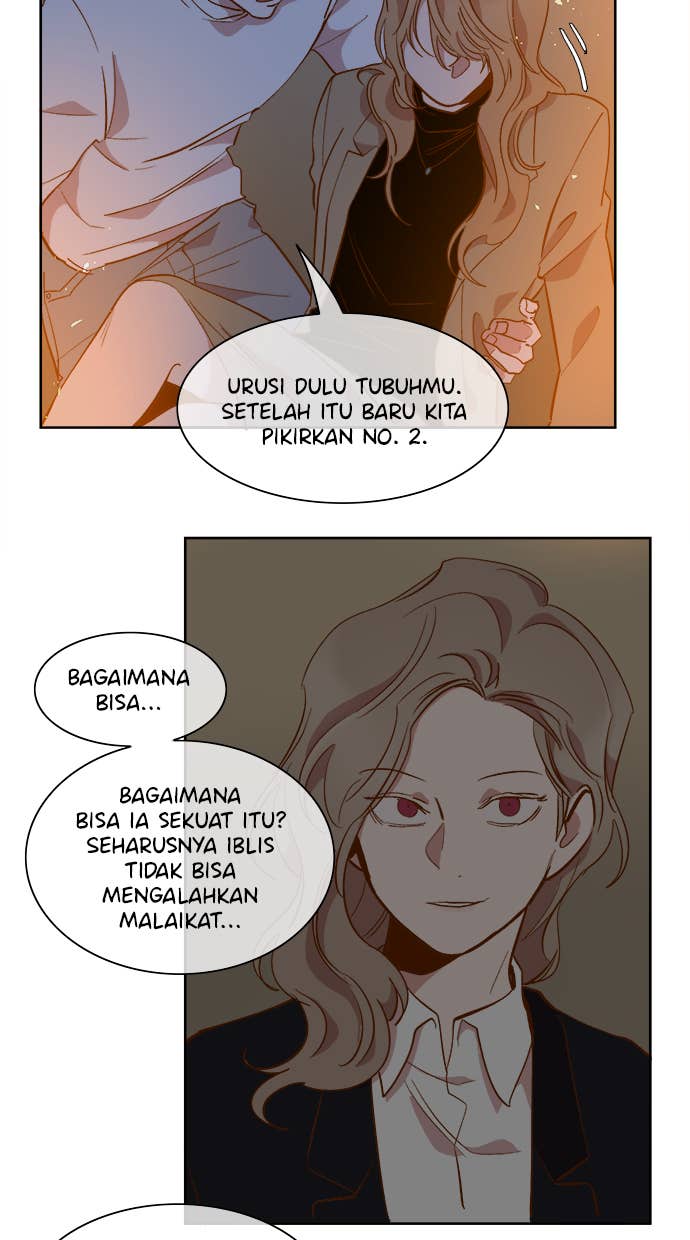 URUSI DULU TUBUHMU.
SETELAH ITU BARU KITA
PIKIRKAN NO. 2.
BAGAIMANA
BISA...
BAGAIMANA
BISA IA SEKUAT ITU?
SEHARUSNYA IBLIS
TIDAK BISA
MENGALAHKAN
MALAIKAT...